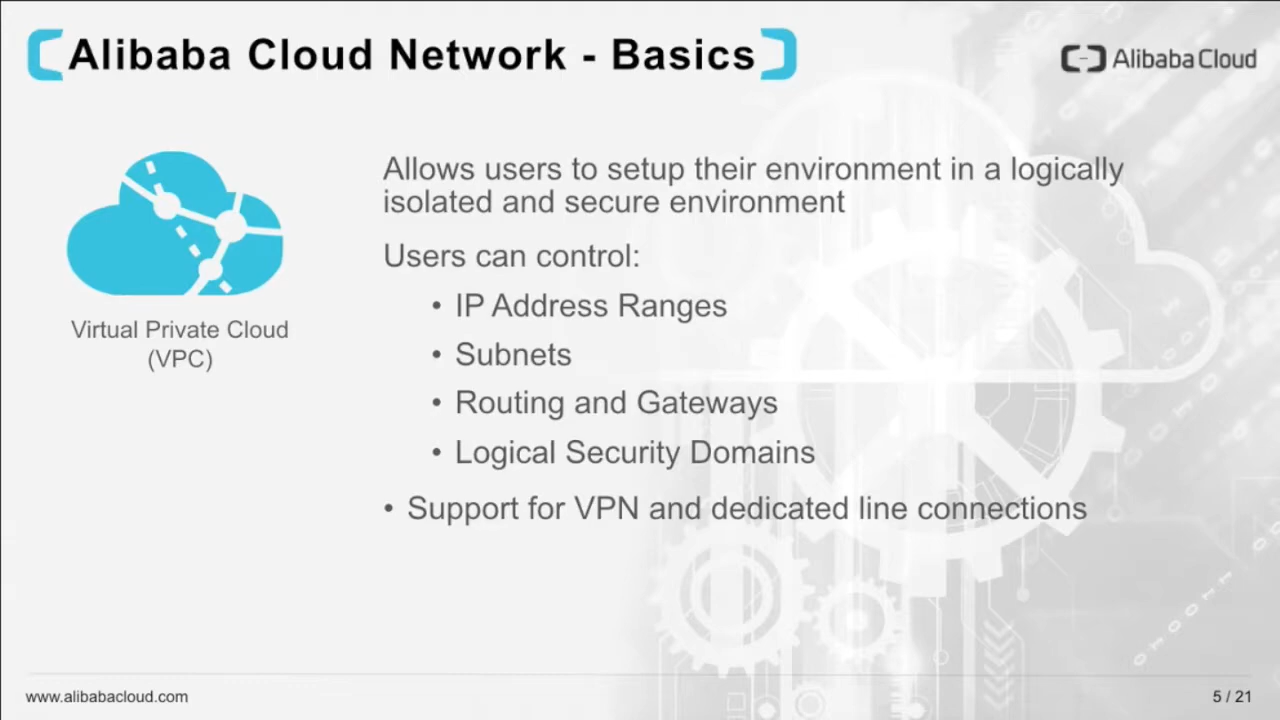 Alibaba Cloud Network - Basics
Alibaba Cloud
Allows users to setup their environment in a logically
isolated and secure environment
Users can control:
• IP Address Ranges
• Subnets
• Routing and Gateways
• Logical Security Domains
• Support for VPN and dedicated line connections
Virtual Private Cloud
(VPC)
www.alibabacloud.com
5 / 21